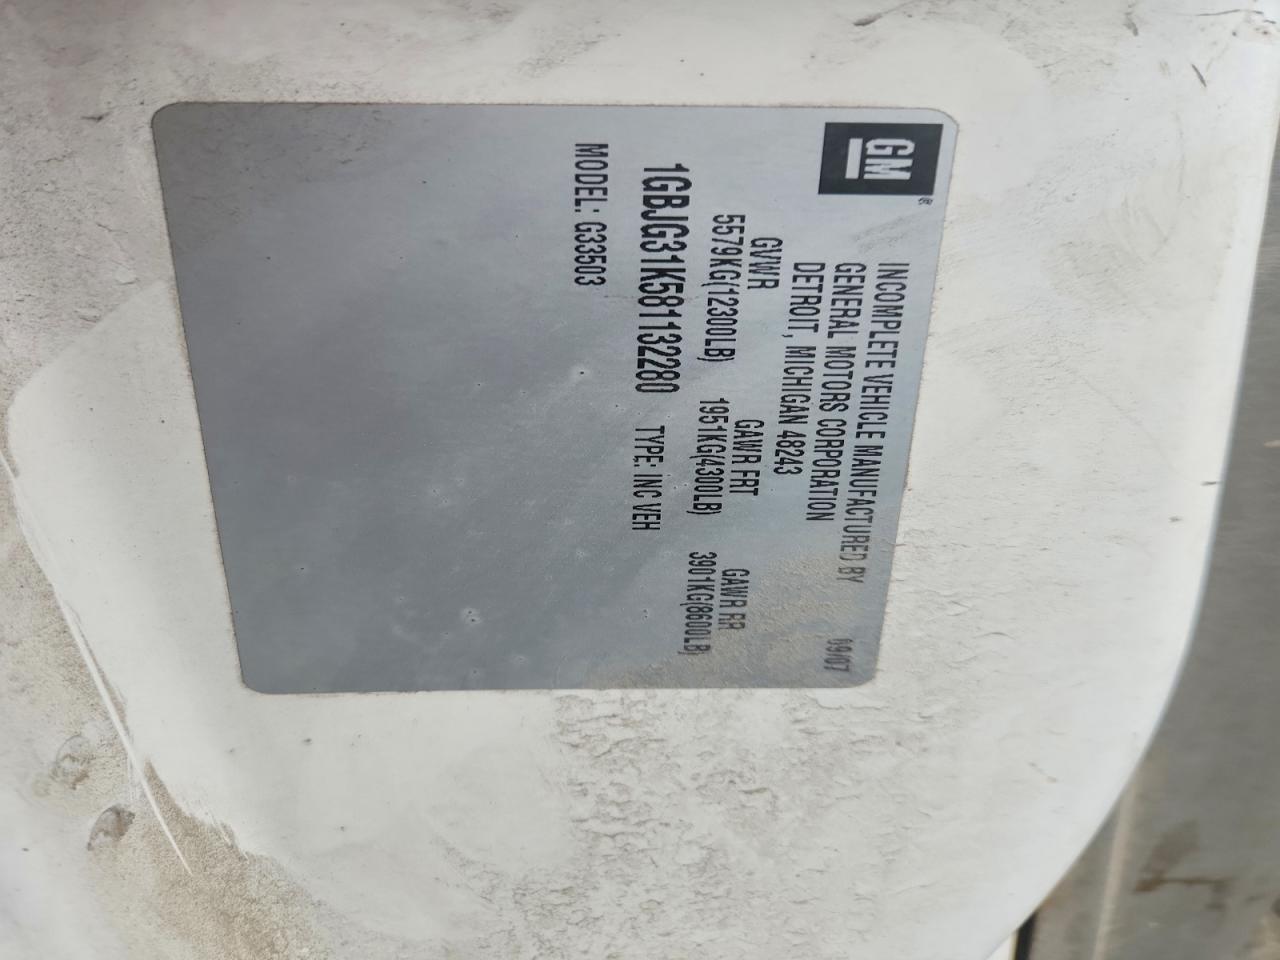 GM
INCOMPLETE VEHICLE MANUFACTURED BY 09/07
GENERAL MOTORS CORPORATION
DETROIT, MICHIGAN 48243
GVWR GAWR FRT GAWR RR
5579KG(12300LB) 1951KG(4300LB) 3901KG(8600LB)
1GBJG31K581132280 TYPE: INC VEH
MODEL: G33503